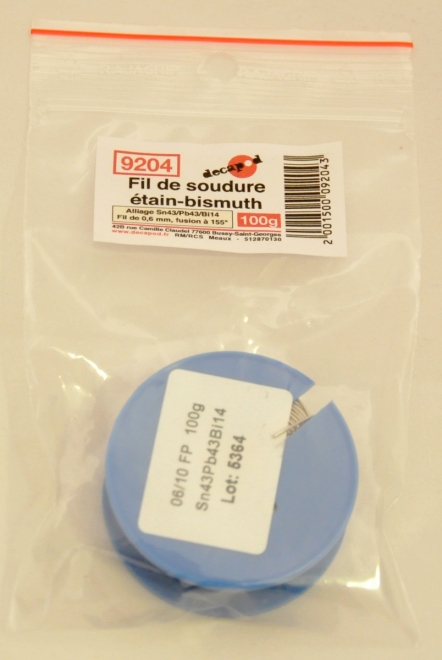 9204
decapod
Fil de soudure
étain-bismuth
Alliage Sn43/Pb43/Bi14
Fil de 0,6 mm, fusion à 155°
100g
42B rue Camille Claudel 77600 Bussy-Saint-Georges
www.decapod.fr RM/RCS Meaux - 512870130
2001500092043
06/10 FP 100g
Sn43Pb43Bi14
Lot: 5364